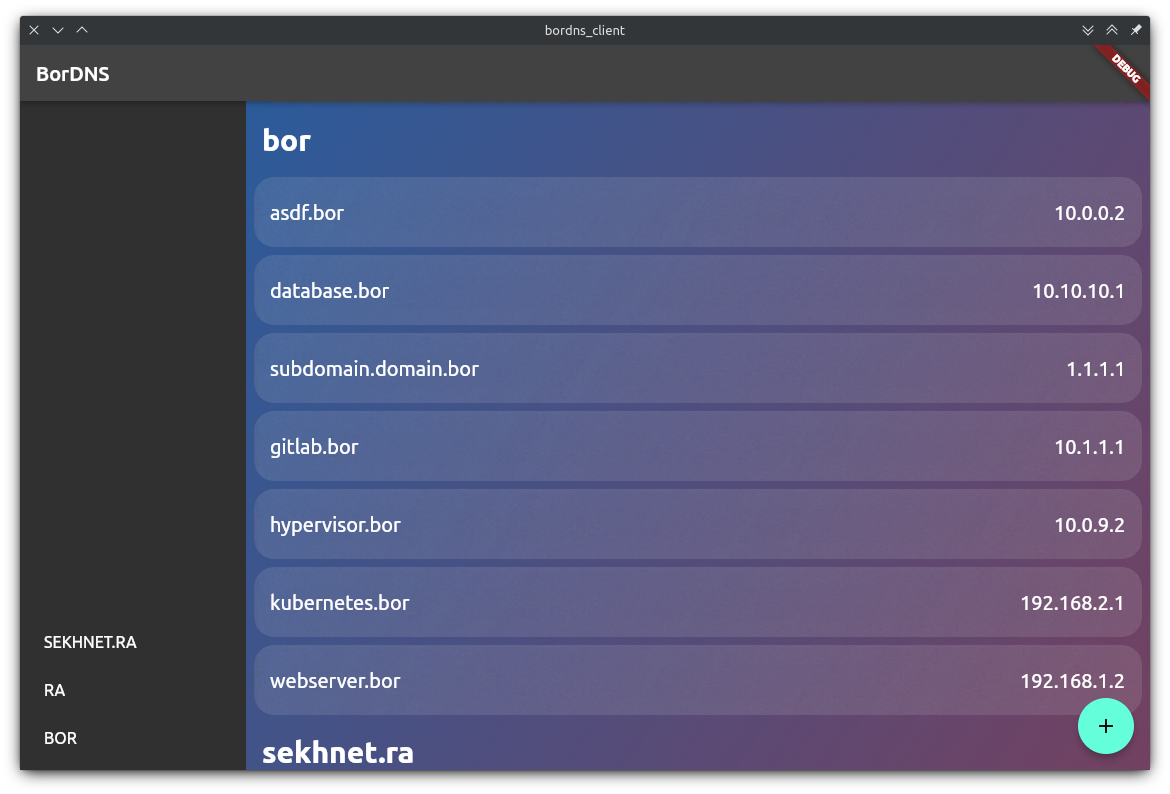 bordns_client
BorDNS
DEBUG
bor
asdf.bor 10.0.0.2
database.bor 10.10.10.1
subdomain.domain.bor 1.1.1.1
gitlab.bor 10.1.1.1
hypervisor.bor 10.0.9.2
kubernetes.bor 192.168.2.1
webserver.bor 192.168.1.2
sekhnet.ra
SEKHNET.RA
RA
BOR